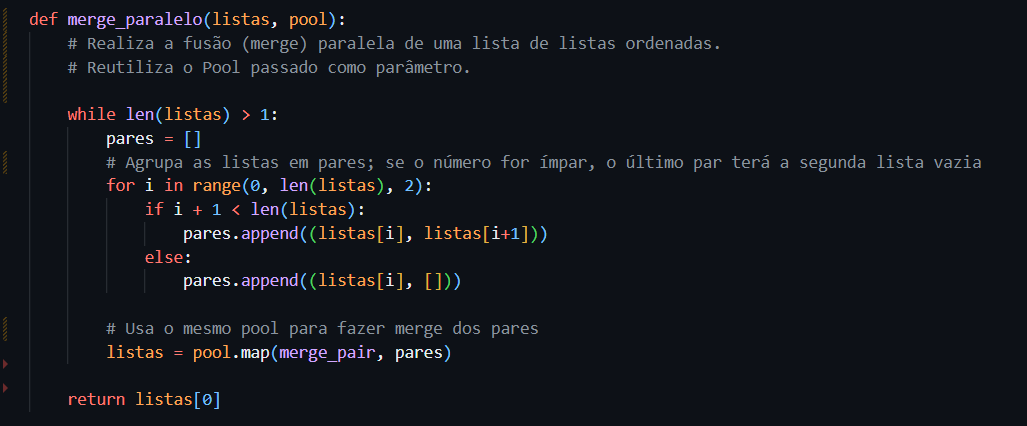 def merge_paralelo(listas, pool):
    # Realiza a fusão (merge) paralela de uma lista de listas ordenadas.
    # Reutiliza o Pool passado como parâmetro.

    while len(listas) > 1:
        pares = []
        # Agrupa as listas em pares; se o número for ímpar, o último par terá a segunda lista vazia
        for i in range(0, len(listas), 2):
            if i + 1 < len(listas):
                pares.append((listas[i], listas[i+1]))
            else:
                pares.append((listas[i], []))

        # Usa o mesmo pool para fazer merge dos pares
        listas = pool.map(merge_pair, pares)

    return listas[0]